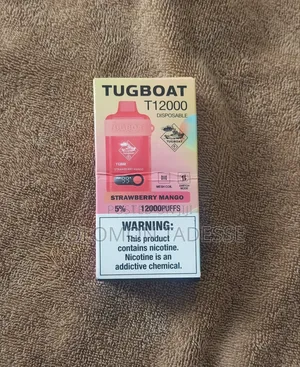 TUGBOAT
T12000
DISPOSABLE
STRAWBERRY MANGO
5% 12000PUFFS
WARNING:
This product
contains nicotine.
Nicotine is an
addictive chemical.